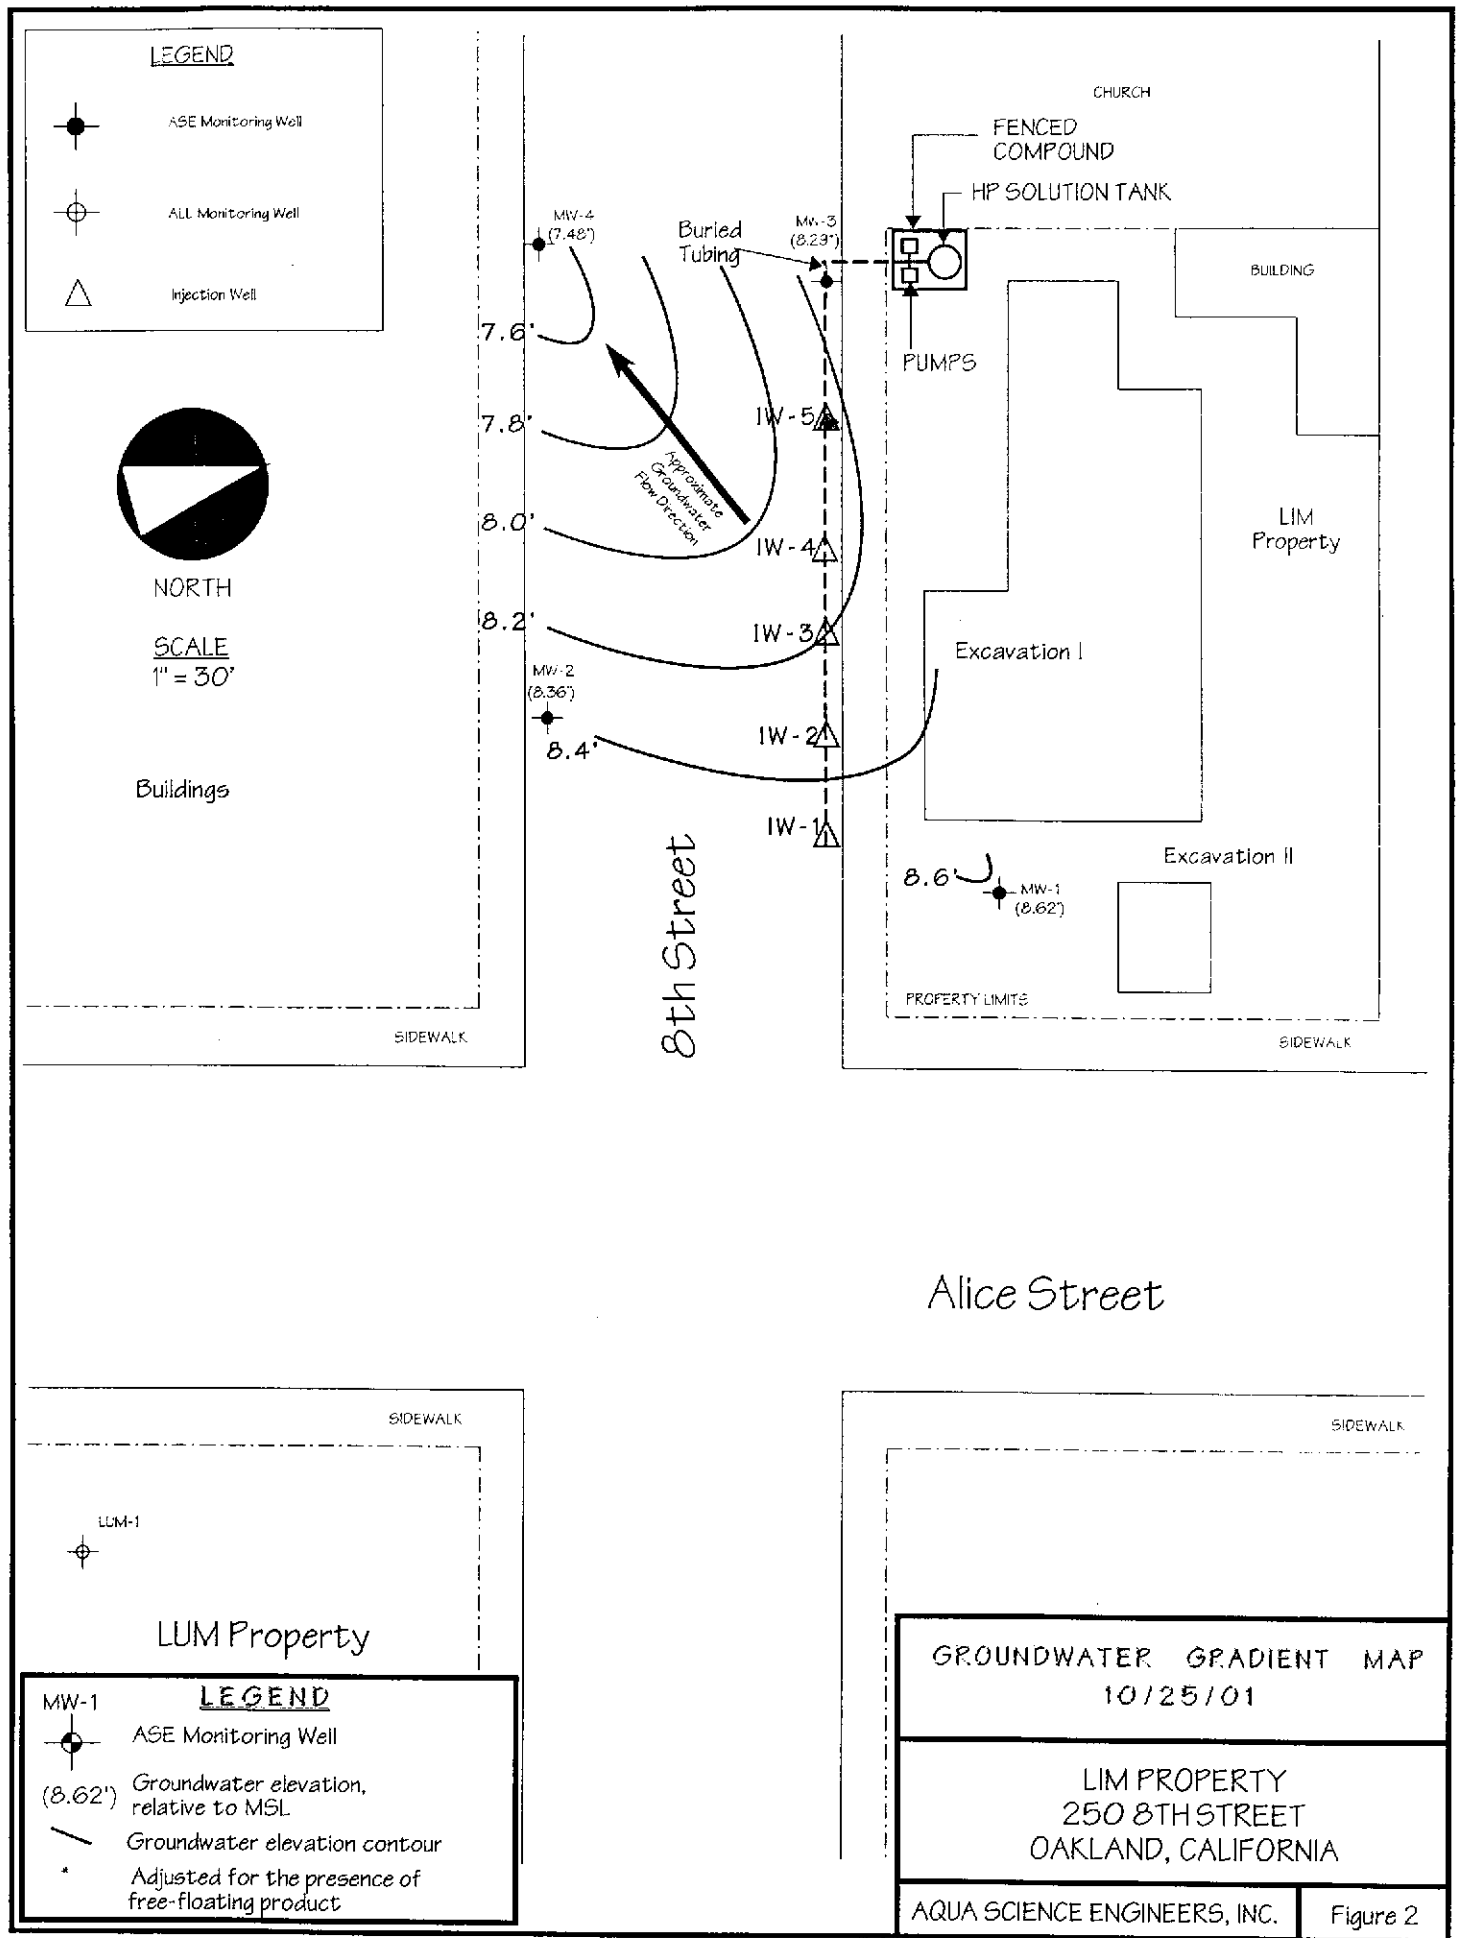 LEGEND
ASE Monitoring Well
ALL Monitoring Well
Injection Well
NORTH
SCALE
1" = 30'
Buildings
SIDEWALK
CHURCH
FENCED
COMPOUND
HP SOLUTION TANK
Buried
Tubing
MW-4
(7.48')
MW-3
(8.29')
BUILDING
PUMPS
7.6'
7.8'
8.0'
8.2'
8.4'
8.6'
Approximate
Groundwater
Flow Direction
IW-5
IW-4
IW-3
IW-2
IW-1
MW-2
(8.36')
LIM
Property
Excavation I
Excavation II
MW-1
(8.62')
PROPERTY LIMITS
SIDEWALK
8th Street
Alice Street
SIDEWALK
SIDEWALK
LUM-1
LUM Property
LEGEND
MW-1
ASE Monitoring Well
(8.62') Groundwater elevation,
relative to MSL
Groundwater elevation contour
* Adjusted for the presence of
free-floating product
GROUNDWATER GRADIENT MAP
10/25/01
LIM PROPERTY
250 8TH STREET
OAKLAND, CALIFORNIA
AQUA SCIENCE ENGINEERS, INC.
Figure 2